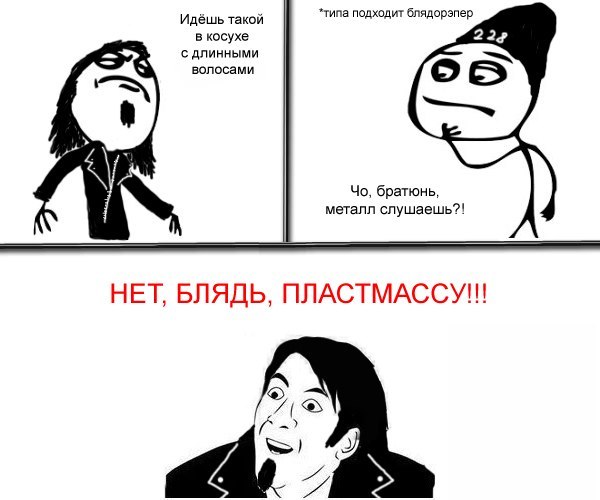 Идёшь такой
в косухе
с длинными
волосами
*типа подходит блядорэпер
228
Чо, братюнь,
металл слушаешь?!
НЕТ, БЛЯДЬ, ПЛАСТМАССУ!!!